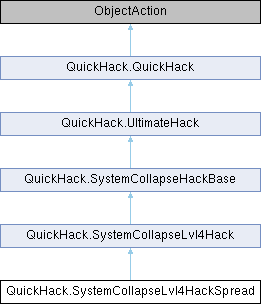 ObjectAction
QuickHack.QuickHack
QuickHack.UltimateHack
QuickHack.SystemCollapseHackBase
QuickHack.SystemCollapseLvl4Hack
QuickHack.SystemCollapseLvl4HackSpread